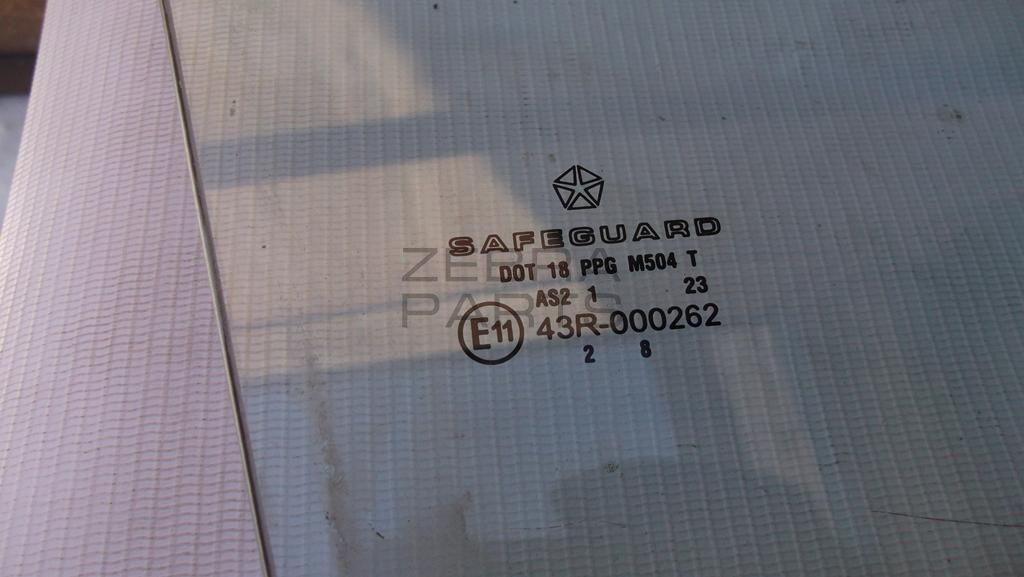 SAFEGUARD
DOT 18 PPG M504 T
AS2 1 23
E11 43R-000262
2 8
ZEBRA
PARTS